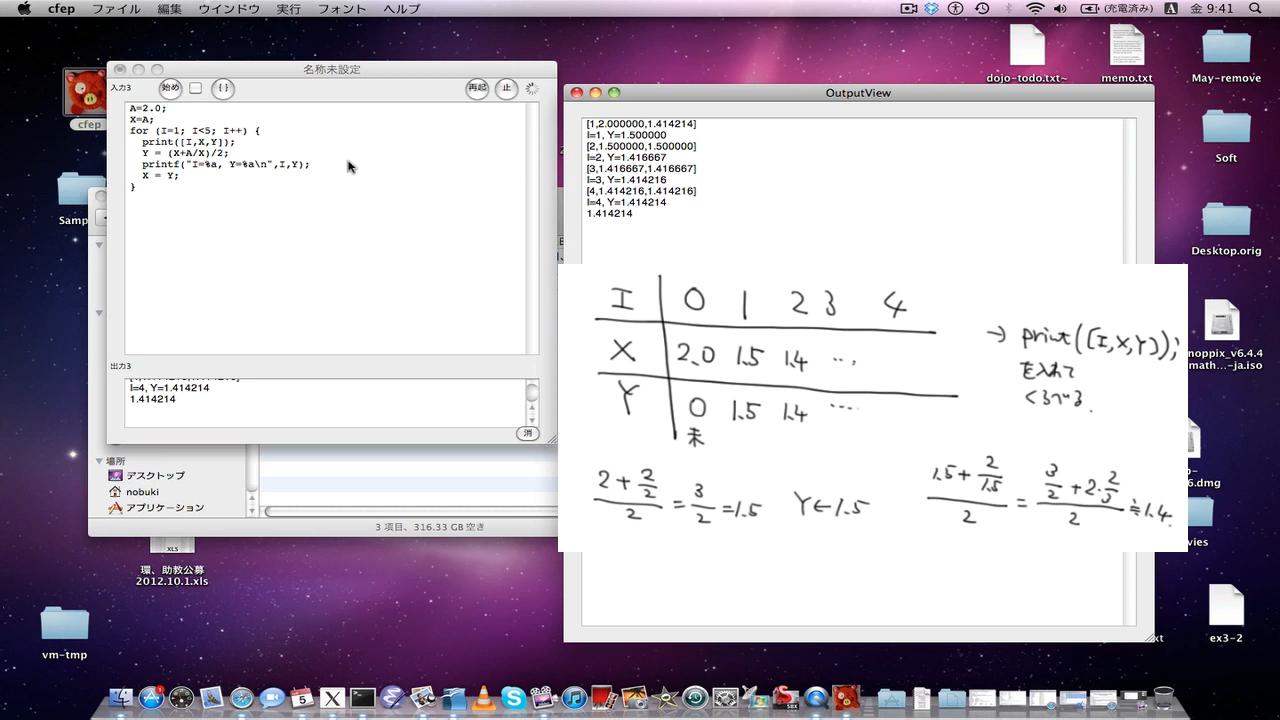 cfep ファイル 編集 ウインドウ 実行 フォント ヘルプ (充電済み) A 金 9:41
dojo-todo.txt~ memo.txt May-remove
名称未設定
入力3 始め { } 再起 止
A=2.0;
X=A;
for (I=1; I<5; I++) {
print([I,X,Y]);
Y = (X+A/X)/2;
printf("I=%a, Y=%a\n",I,Y);
X = Y;
}
cfep
Samp
出力3
I=4, Y=1.414214
1.414214
消
場所
デスクトップ
nobuki
アプリケーション
3 項目、316.33 GB 空き
OutputView
[1,2.000000,1.414214]
I=1, Y=1.500000
[2,1.500000,1.500000]
I=2, Y=1.416667
[3,1.416667,1.416667]
I=3, Y=1.414216
[4,1.414216,1.414216]
I=4, Y=1.414214
1.414214
I 0 1 2 3 4
X 2.0 1.5 1.4 ...
Y 0 1.5 1.4 ....
未
→ print([I,X,Y]);
を入れて
くらべる.
(2 + 2/2)/2 = 3/2 = 1.5 Y←1.5 (1.5 + 2/1.5)/2 = (3/2 + 2・2/3)/2 ≒ 1.4.
Soft
Desktop.orig
noppix_v6.4.4
math...-ja.iso
.dmg
vies
ex3-2
xt
XLS
環、助教公募
2012.10.1.xls
vm-tmp